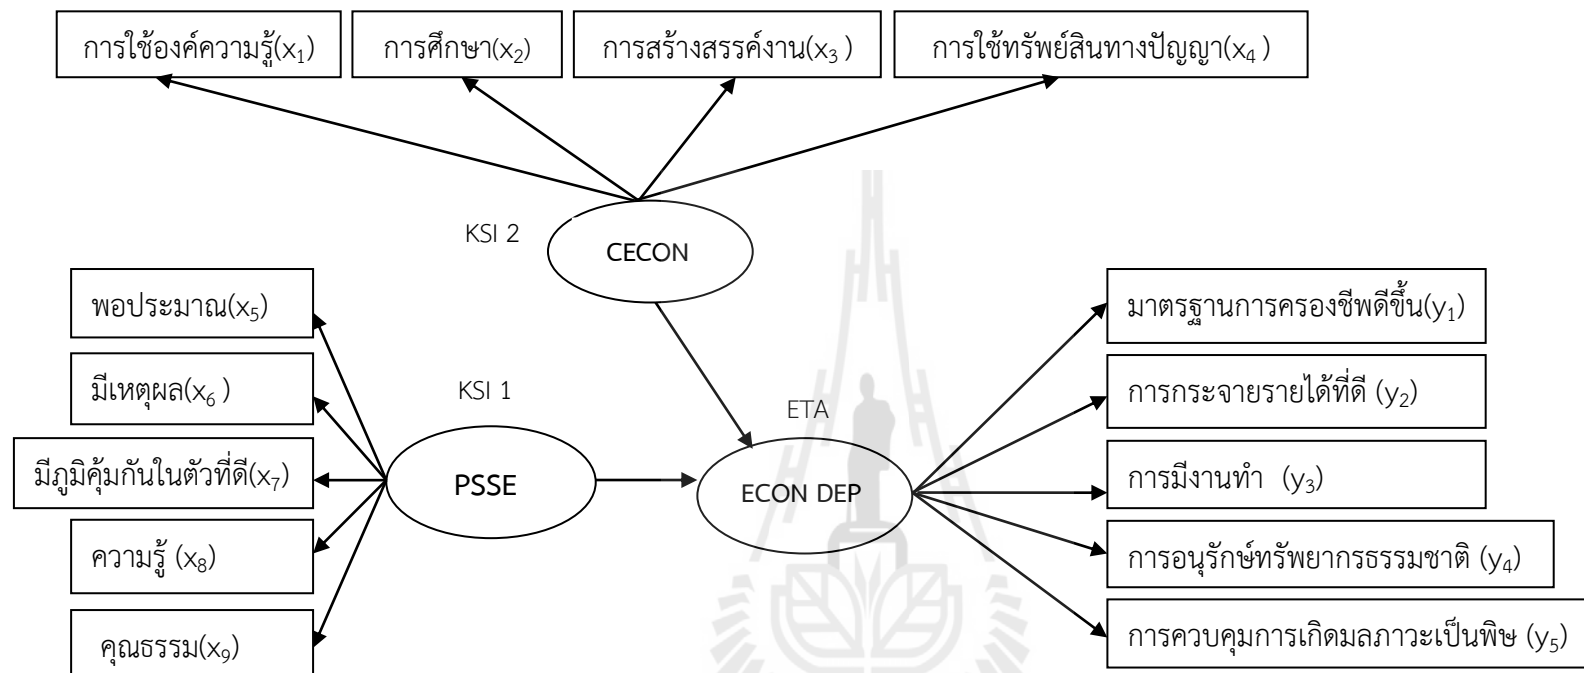 การใช้องค์ความรู้(x₁)
การศึกษา(x₂)
การสร้างสรรค์งาน(x₃)
การใช้ทรัพย์สินทางปัญญา(x₄)
KSI 2
CECON
พอประมาณ(x₅)
มีเหตุผล(x₆)
มีภูมิคุ้มกันในตัวที่ดี(x₇)
ความรู้ (x₈)
คุณธรรม(x₉)
KSI 1
PSSE
ETA
ECON DEP
มาตรฐานการครองชีพดีขึ้น(y₁)
การกระจายรายได้ที่ดี (y₂)
การมีงานทำ (y₃)
การอนุรักษ์ทรัพยากรธรรมชาติ (y₄)
การควบคุมการเกิดมลภาวะเป็นพิษ (y₅)